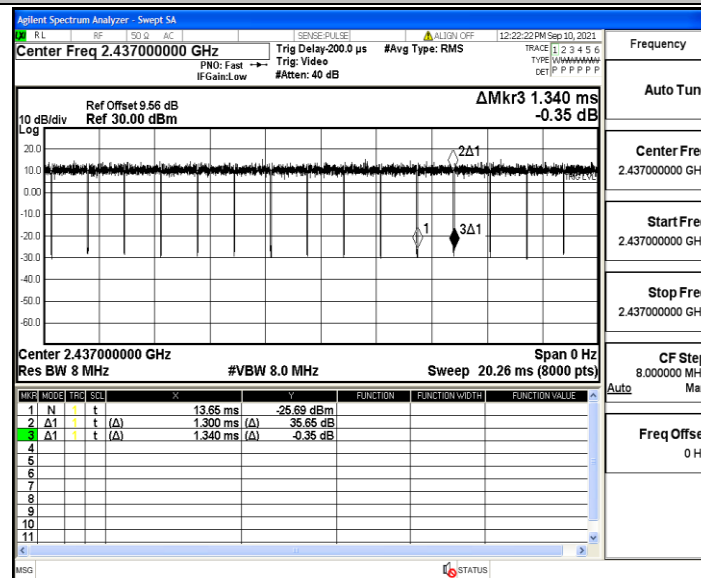 Agilent Spectrum Analyzer - Swept SA
LXI RL RF 50 Ω AC SENSE:PULSE ALIGN OFF 12:22:22 PM Sep 10, 2021
Center Freq 2.437000000 GHz
PNO: Fast
IFGain:Low
Trig Delay-200.0 µs
Trig: Video
#Atten: 40 dB
#Avg Type: RMS
TRACE 1 2 3 4 5 6
TYPE WWWWWW
DET P P P P P P
Ref Offset 9.56 dB
10 dB/div Ref 30.00 dBm
Log
ΔMkr3 1.340 ms
-0.35 dB
20.0
10.0
0.00
-10.0
-20.0
-30.0
-40.0
-50.0
-60.0
2Δ1
TRIG LVL
1
3Δ1
Center 2.437000000 GHz Span 0 Hz
Res BW 8 MHz #VBW 8.0 MHz Sweep 20.26 ms (8000 pts)
MKR MODE TRC SCL X Y FUNCTION FUNCTION WIDTH FUNCTION VALUE
1 N 1 t 13.65 ms -25.69 dBm
2 Δ1 1 t (Δ) 1.300 ms (Δ) 35.65 dB
3 Δ1 1 t (Δ) 1.340 ms (Δ) -0.35 dB
4
5
6
7
8
9
10
11
MSG STATUS
Frequency
Auto Tun
Center Fre
2.437000000 GH
Start Fre
2.437000000 GH
Stop Fre
2.437000000 GH
CF Step
8.000000 MH
Auto Ma
Freq Offse
0 H